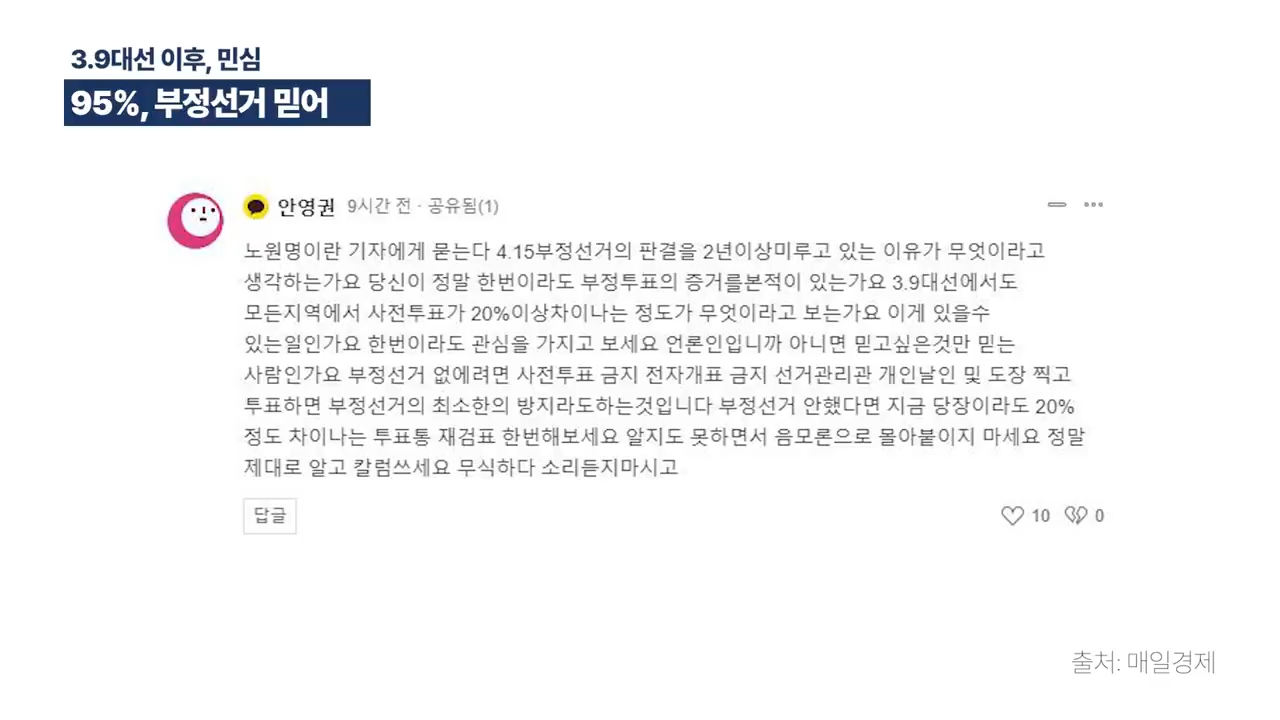 3.9대선 이후, 민심
95%, 부정선거 믿어
안영권 9시간 전 · 공유됨(1)
노원명이란 기자에게 묻는다 4.15부정선거의 판결을 2년이상미루고 있는 이유가 무엇이라고
생각하는가요 당신이 정말 한번이라도 부정투표의 증거를본적이 있는가요 3.9대선에서도
모든지역에서 사전투표가 20%이상차이나는 정도가 무엇이라고 보는가요 이게 있을수
있는일인가요 한번이라도 관심을 가지고 보세요 언론인입니까 아니면 믿고싶은것만 믿는
사람인가요 부정선거 없에려면 사전투표 금지 전자개표 금지 선거관리관 개인날인 및 도장 찍고
투표하면 부정선거의 최소한의 방지라도하는것입니다 부정선거 안했다면 지금 당장이라도 20%
정도 차이나는 투표통 재검표 한번해보세요 알지도 못하면서 음모론으로 몰아붙이지 마세요 정말
제대로 알고 칼럼쓰세요 무식하다 소리듣지마시고
답글
10 0
출처: 매일경제